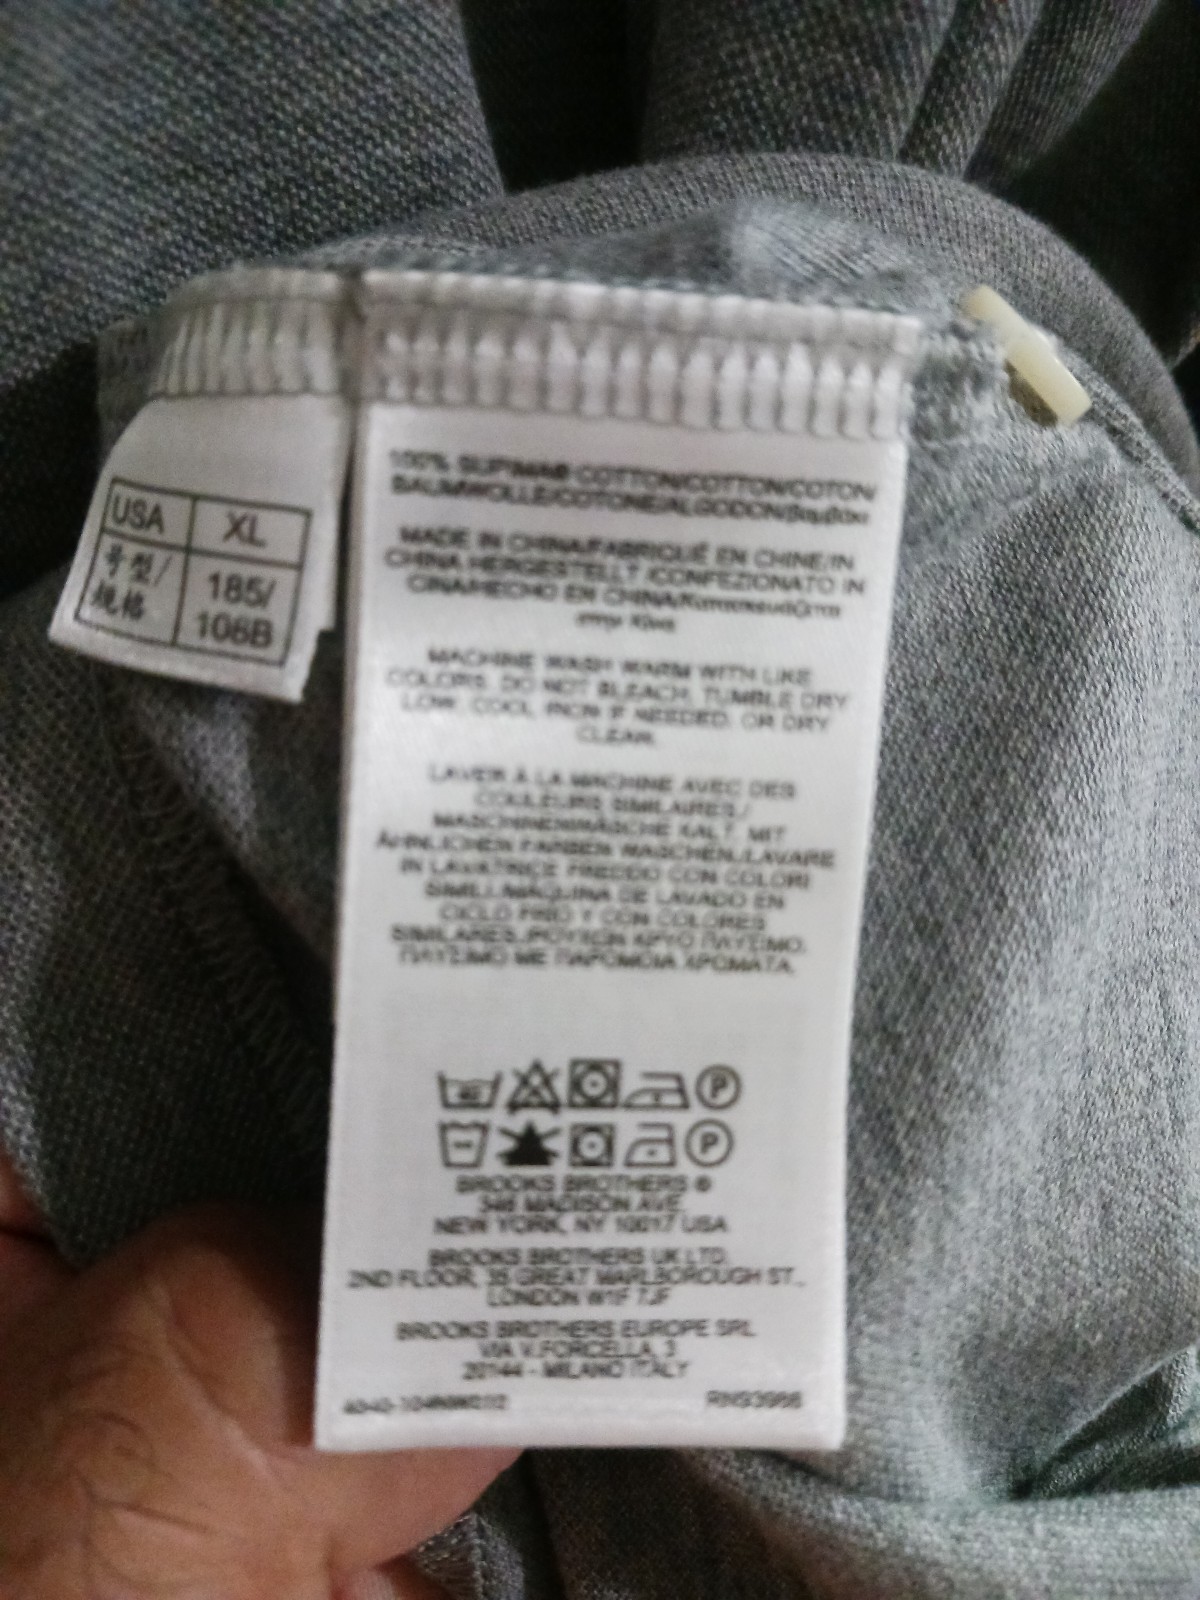 USA XL
号型/
规格
185/
108B
100% SUPIMA® COTTON/COTTON/COTON/
BAUMWOLLE/COTONE/ALGODON/βαμβάκι
MADE IN CHINA/FABRIQUÉ EN CHINE/IN
CHINA HERGESTELLT /CONFEZIONATO IN
CINA/HECHO EN CHINA/Κατασκευάζεται
στην Κίνα
MACHINE WASH WARM WITH LIKE
COLORS. DO NOT BLEACH. TUMBLE DRY
LOW. COOL IRON IF NEEDED. OR DRY
CLEAN.
LAVER À LA MACHINE AVEC DES
COULEURS SIMILAIRES/
MASCHINENWÄSCHE KALT, MIT
ÄHNLICHEN FARBEN WASCHEN./LAVARE
IN LAVATRICE FREDDO CON COLORI
SIMILI./MÁQUINA DE LAVADO EN
CICLO FRIO Y CON COLORES
SIMILARES./ΡΟΥΧΩΝ ΚΡΥΟ ΠΛΥΣΙΜΟ.
ΠΛΥΣΙΜΟ ΜΕ ΠΑΡΟΜΟΙΑ ΧΡΩΜΑΤΑ.
P
P
BROOKS BROTHERS ®
346 MADISON AVE.
NEW YORK, NY 10017 USA
BROOKS BROTHERS UK LTD.
2ND FLOOR, 35 GREAT MARLBOROUGH ST.,
LONDON W1F 7JF
BROOKS BROTHERS EUROPE SRL
VIA V.FORCELLA, 3
20144 - MILANO ITALY